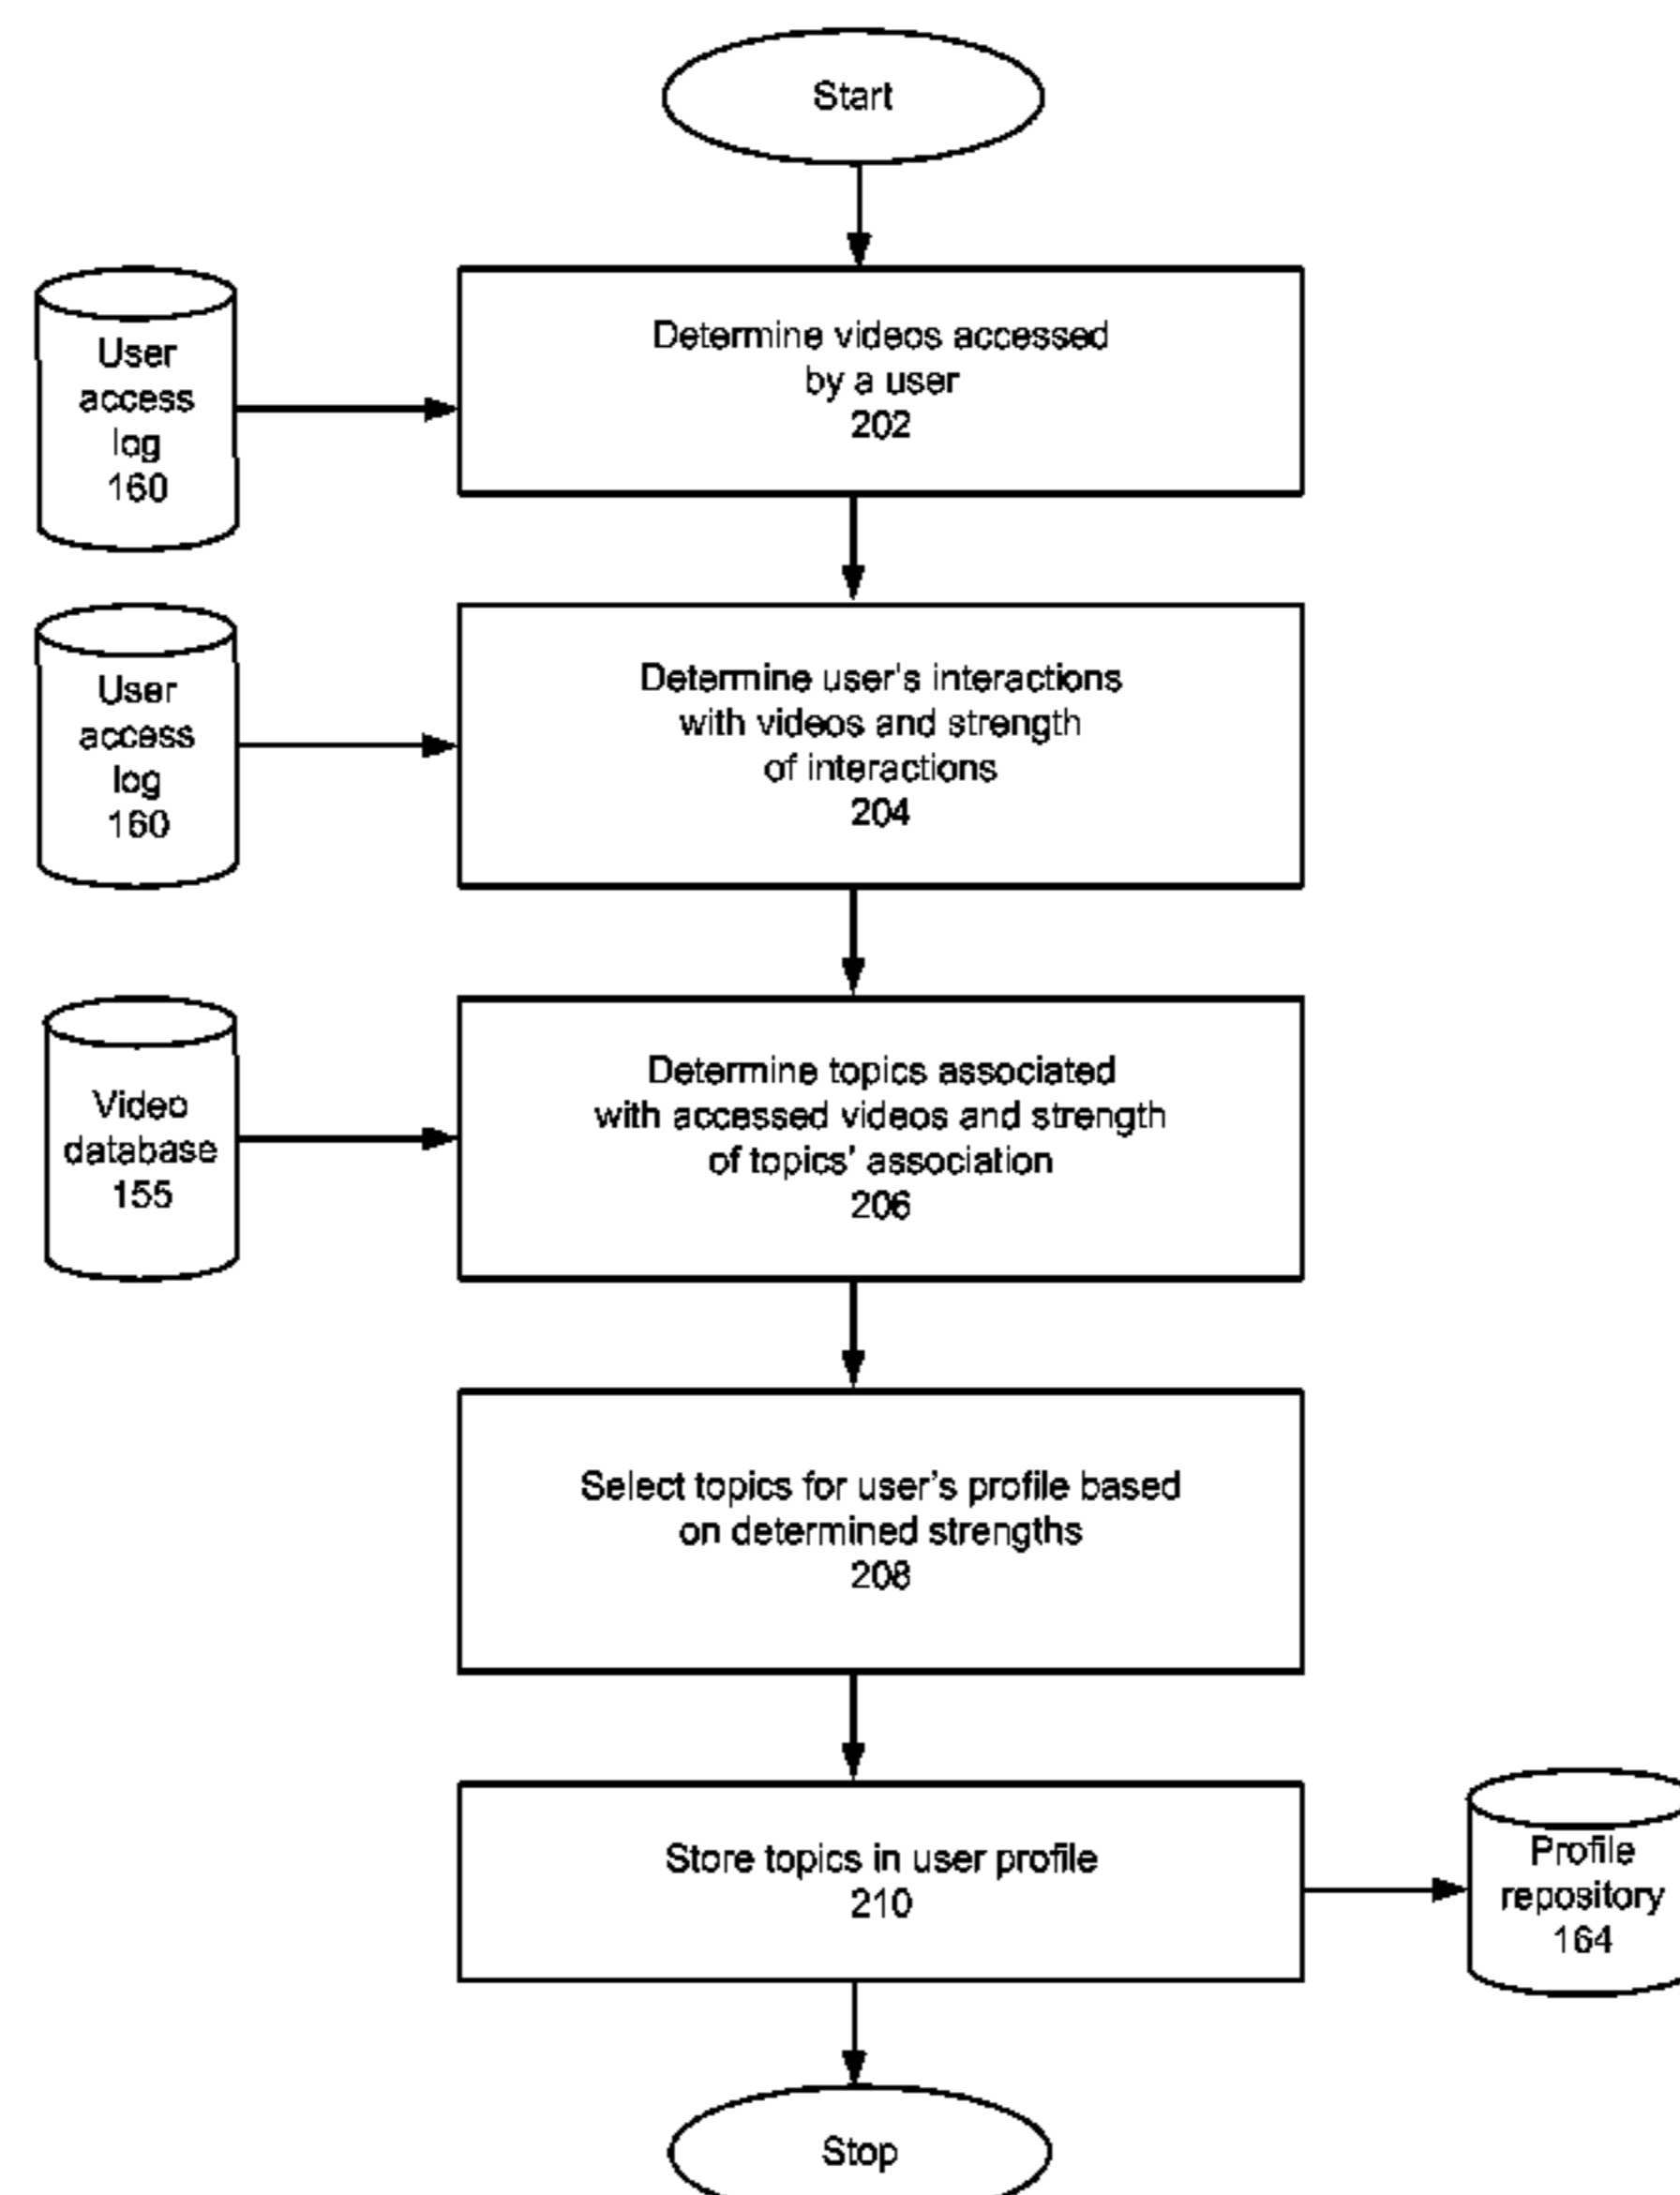 Start
User
access
log
160
Determine videos accessed
by a user
202
User
access
log
160
Determine user's interactions
with videos and strength
of interactions
204
Video
database
155
Determine topics associated
with accessed videos and strength
of topics’ association
206
Select topics for user’s profile based
on determined strengths
208
Store topics in user profile
210
Profile
repository
164
Stop